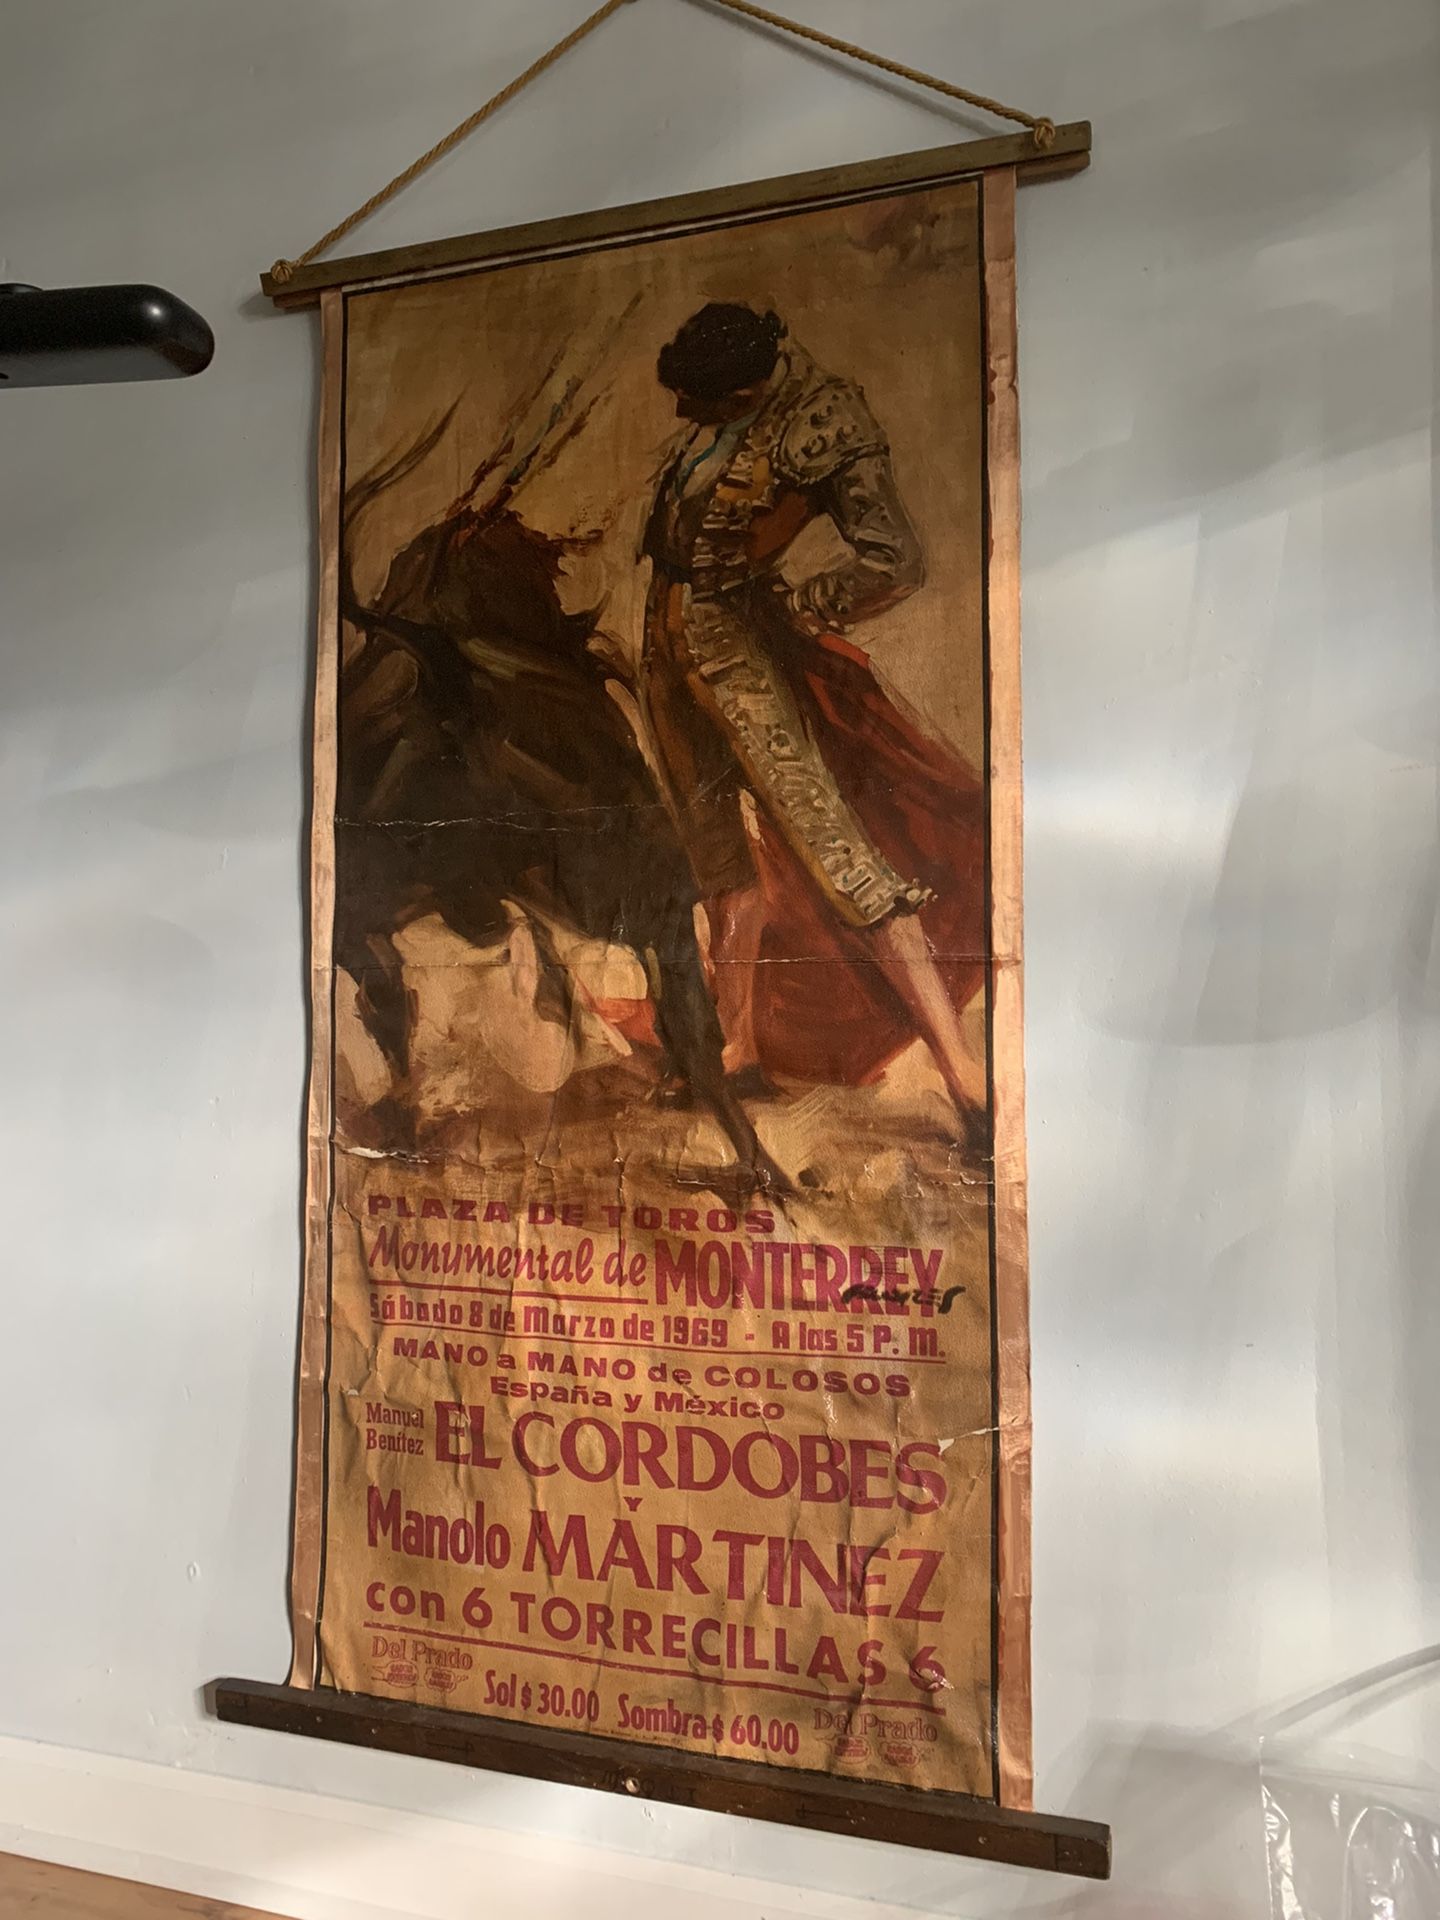 PLAZA DE TOROS
Monumental de MONTERREY
Sábado 8 de Marzo de 1969 - A las 5 P. M.
MANO a MANO de COLOSOS
España y México
Manuel Benítez EL CORDOBES
Y
Manolo MARTINEZ
con 6 TORRECILLAS 6
Del Prado
Sol $ 30.00 Sombra $ 60.00
Del Prado